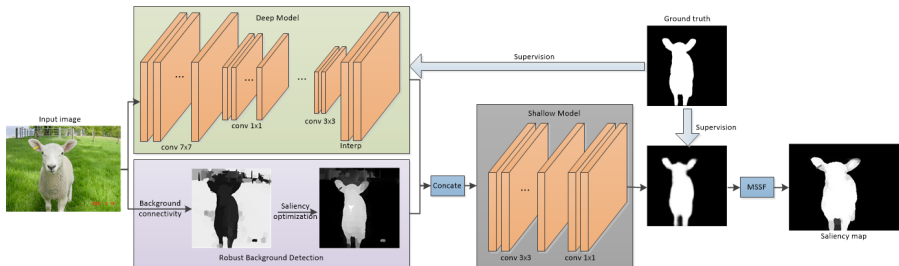 Deep Model
Ground truth
Supervision
...
...
...
conv 7x7
conv 1x1
conv 3x3
Interp
Input image
Shallow Model
Supervision
...
conv 3x3
conv 1x1
Concate
MSSF
Saliency map
Background
connectivity
Saliency
optimization
Robust Background Detection